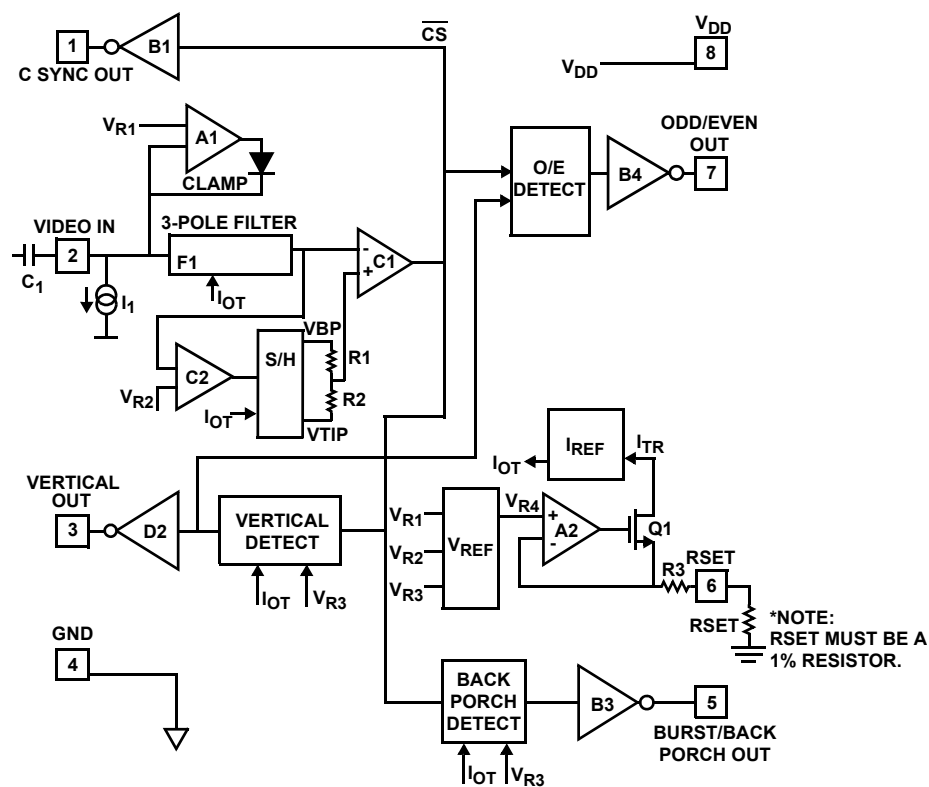 CS
V_DD
1
B1
8
C SYNC OUT
V_DD
V_R1
A1
ODD/EVEN
OUT
CLAMP
O/E
DETECT
B4
7
VIDEO IN
3-POLE FILTER
2
F1
-
+
C1
C_1
I_1
I_OT
VBP
S/H
R1
C2
V_R2
R2
I_OT
VTIP
I_REF
I_TR
I_OT
VERTICAL
OUT
3
D2
VERTICAL
DETECT
I_OT
V_R3
V_R1
V_R2
V_R3
V_REF
V_R4
+
-
A2
Q1
R3
RSET
6
RSET
*NOTE:
RSET MUST BE A
1% RESISTOR.
GND
4
BACK
PORCH
DETECT
B3
5
BURST/BACK
PORCH OUT
I_OT
V_R3